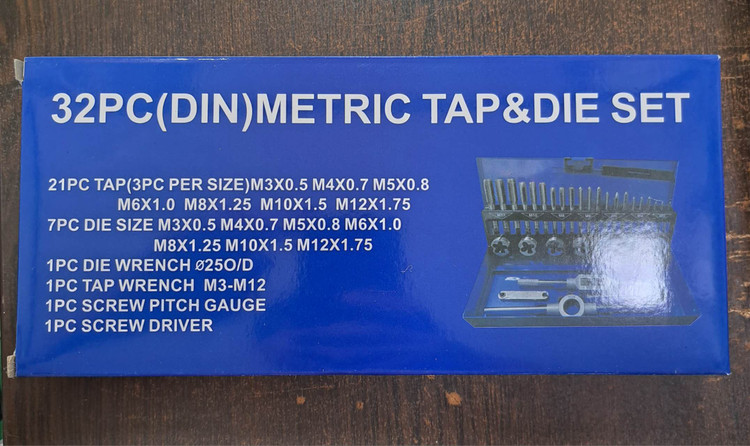 32PC(DIN)METRIC TAP&DIE SET
21PC TAP(3PC PER SIZE)M3X0.5 M4X0.7 M5X0.8
M6X1.0 M8X1.25 M10X1.5 M12X1.75
7PC DIE SIZE M3X0.5 M4X0.7 M5X0.8 M6X1.0
M8X1.25 M10X1.5 M12X1.75
1PC DIE WRENCH ø25O/D
1PC TAP WRENCH M3-M12
1PC SCREW PITCH GAUGE
1PC SCREW DRIVER